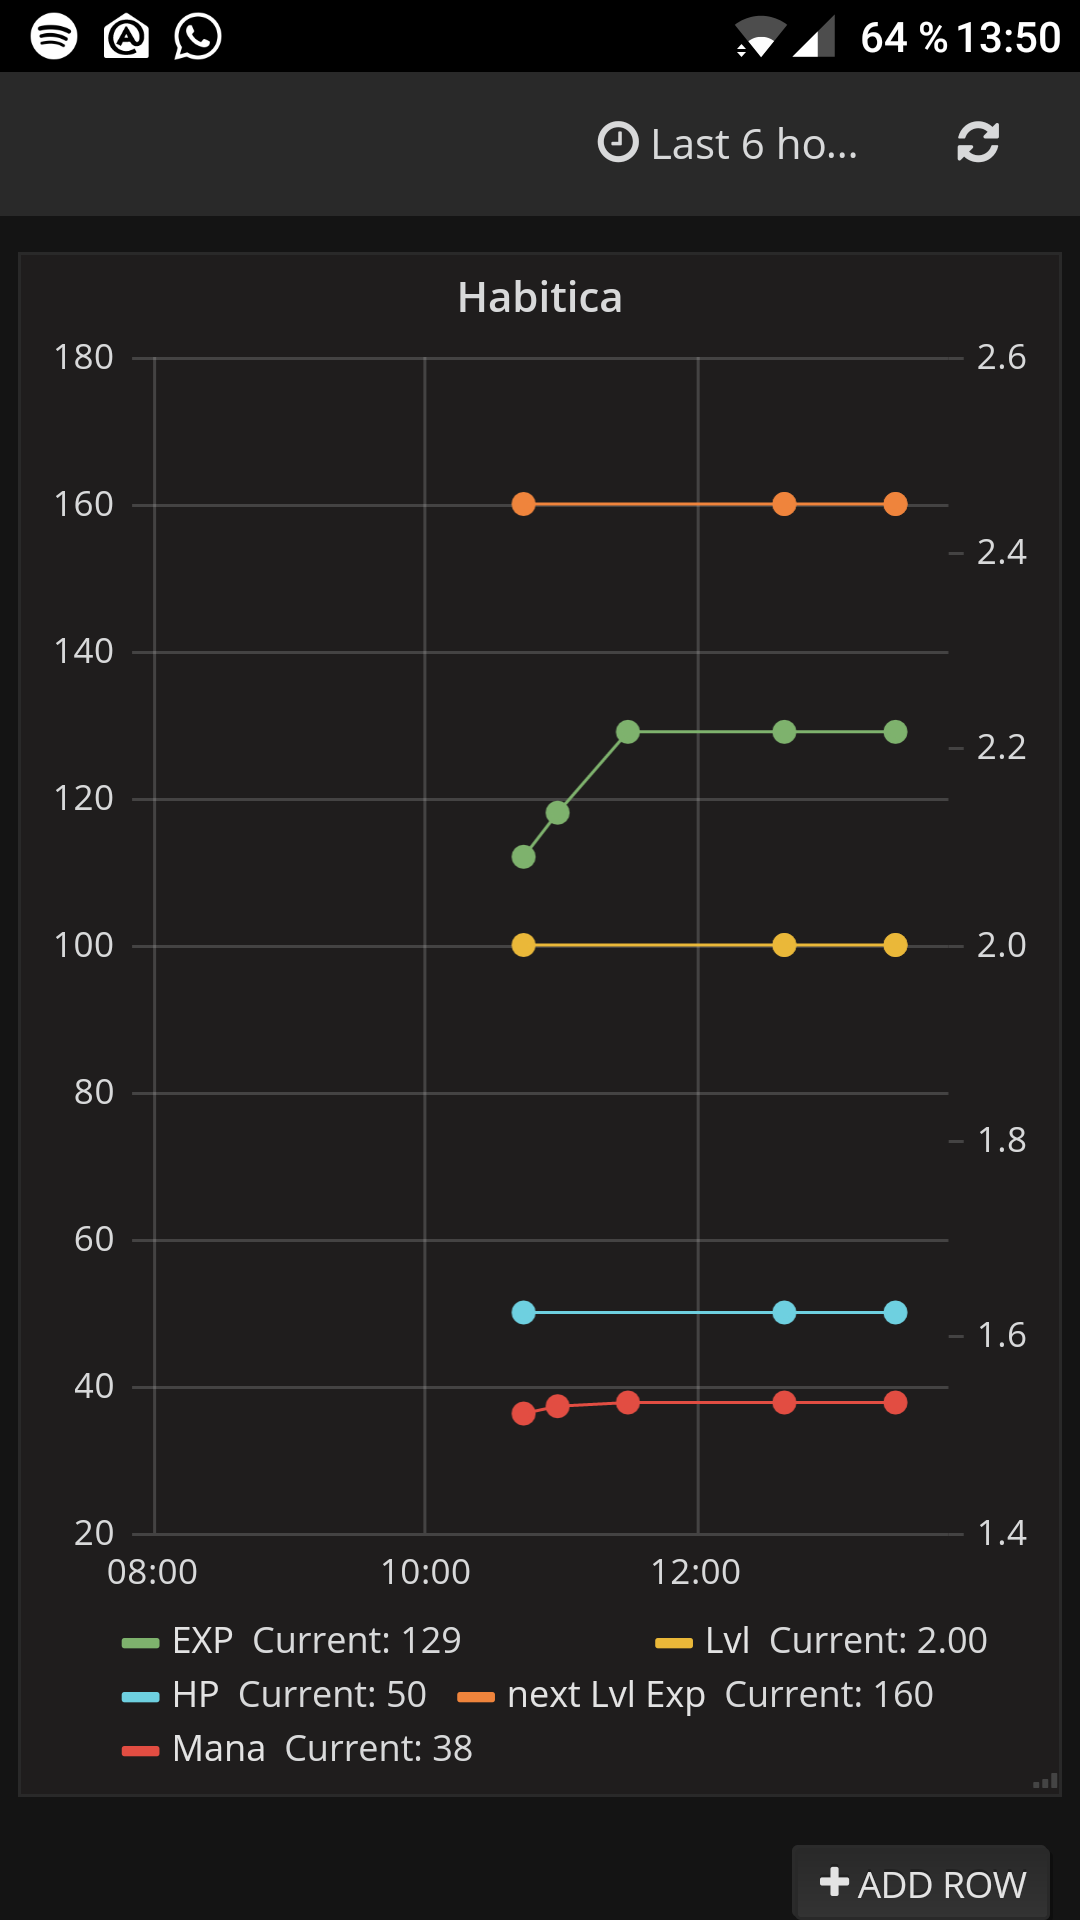 64 % 13:50
Last 6 ho...
Habitica
180 2.6
160
2.4
140
2.2
120
100 2.0
80
1.8
60
1.6
40
20 1.4
08:00 10:00 12:00
EXP Current: 129 Lvl Current: 2.00
HP Current: 50 next Lvl Exp Current: 160
Mana Current: 38
ADD ROW